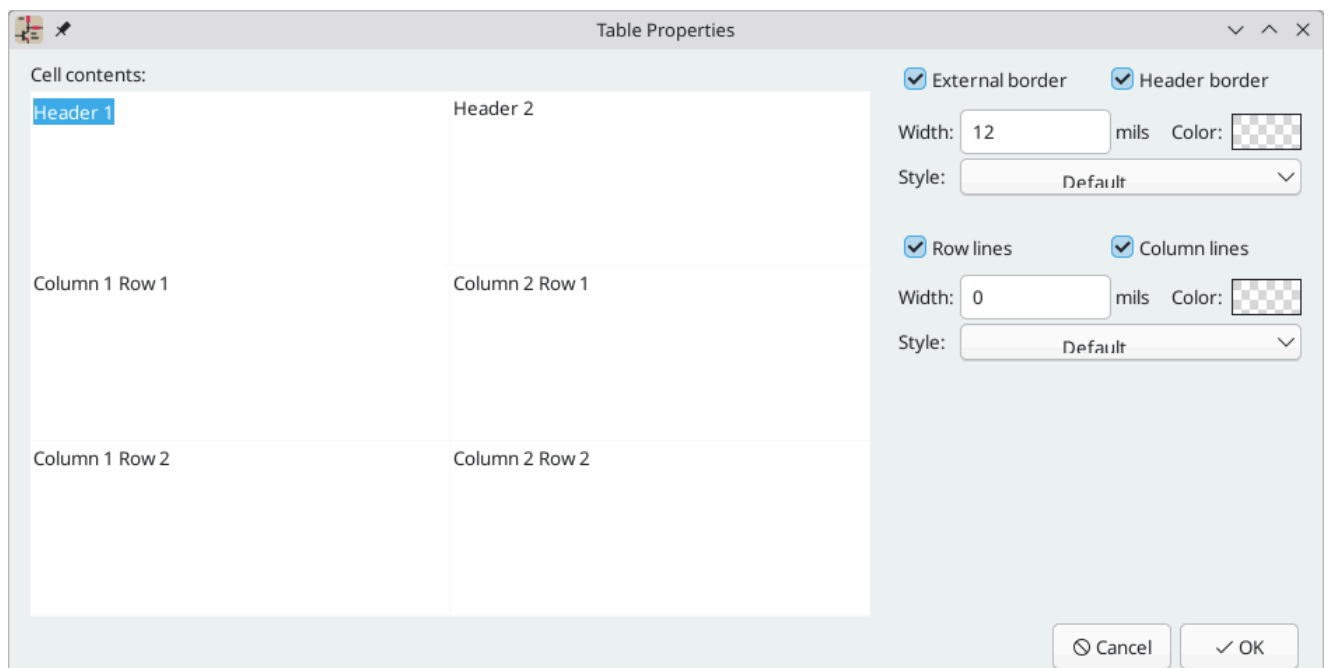 Table Properties
Cell contents:
External border
Header border
Header 1
Header 2
Width: 12 mils Color:
Style: Default
Row lines
Column lines
Column 1 Row 1
Column 2 Row 1
Width: 0 mils Color:
Style: Default
Column 1 Row 2
Column 2 Row 2
Cancel
OK